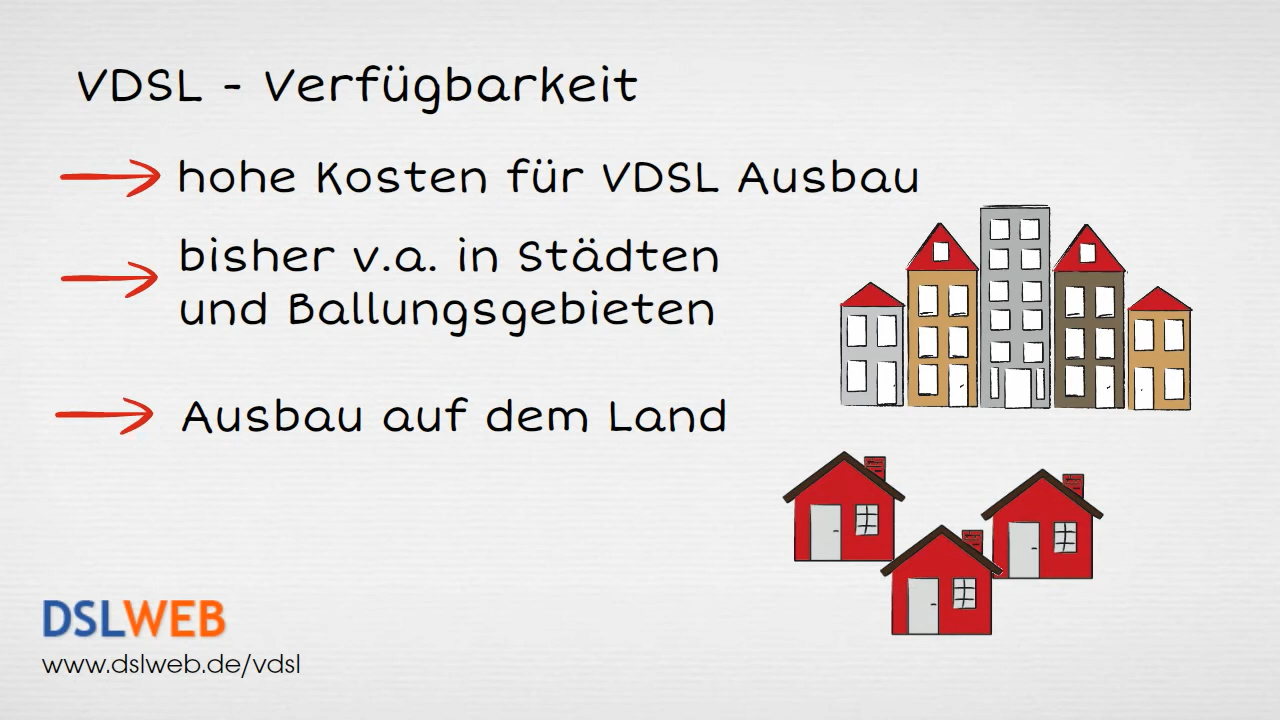 VDSL - Verfügbarkeit
hohe Kosten für VDSL Ausbau
bisher v.a. in Städten
und Ballungsgebieten
Ausbau auf dem Land
DSLWEB
www.dslweb.de/vdsl